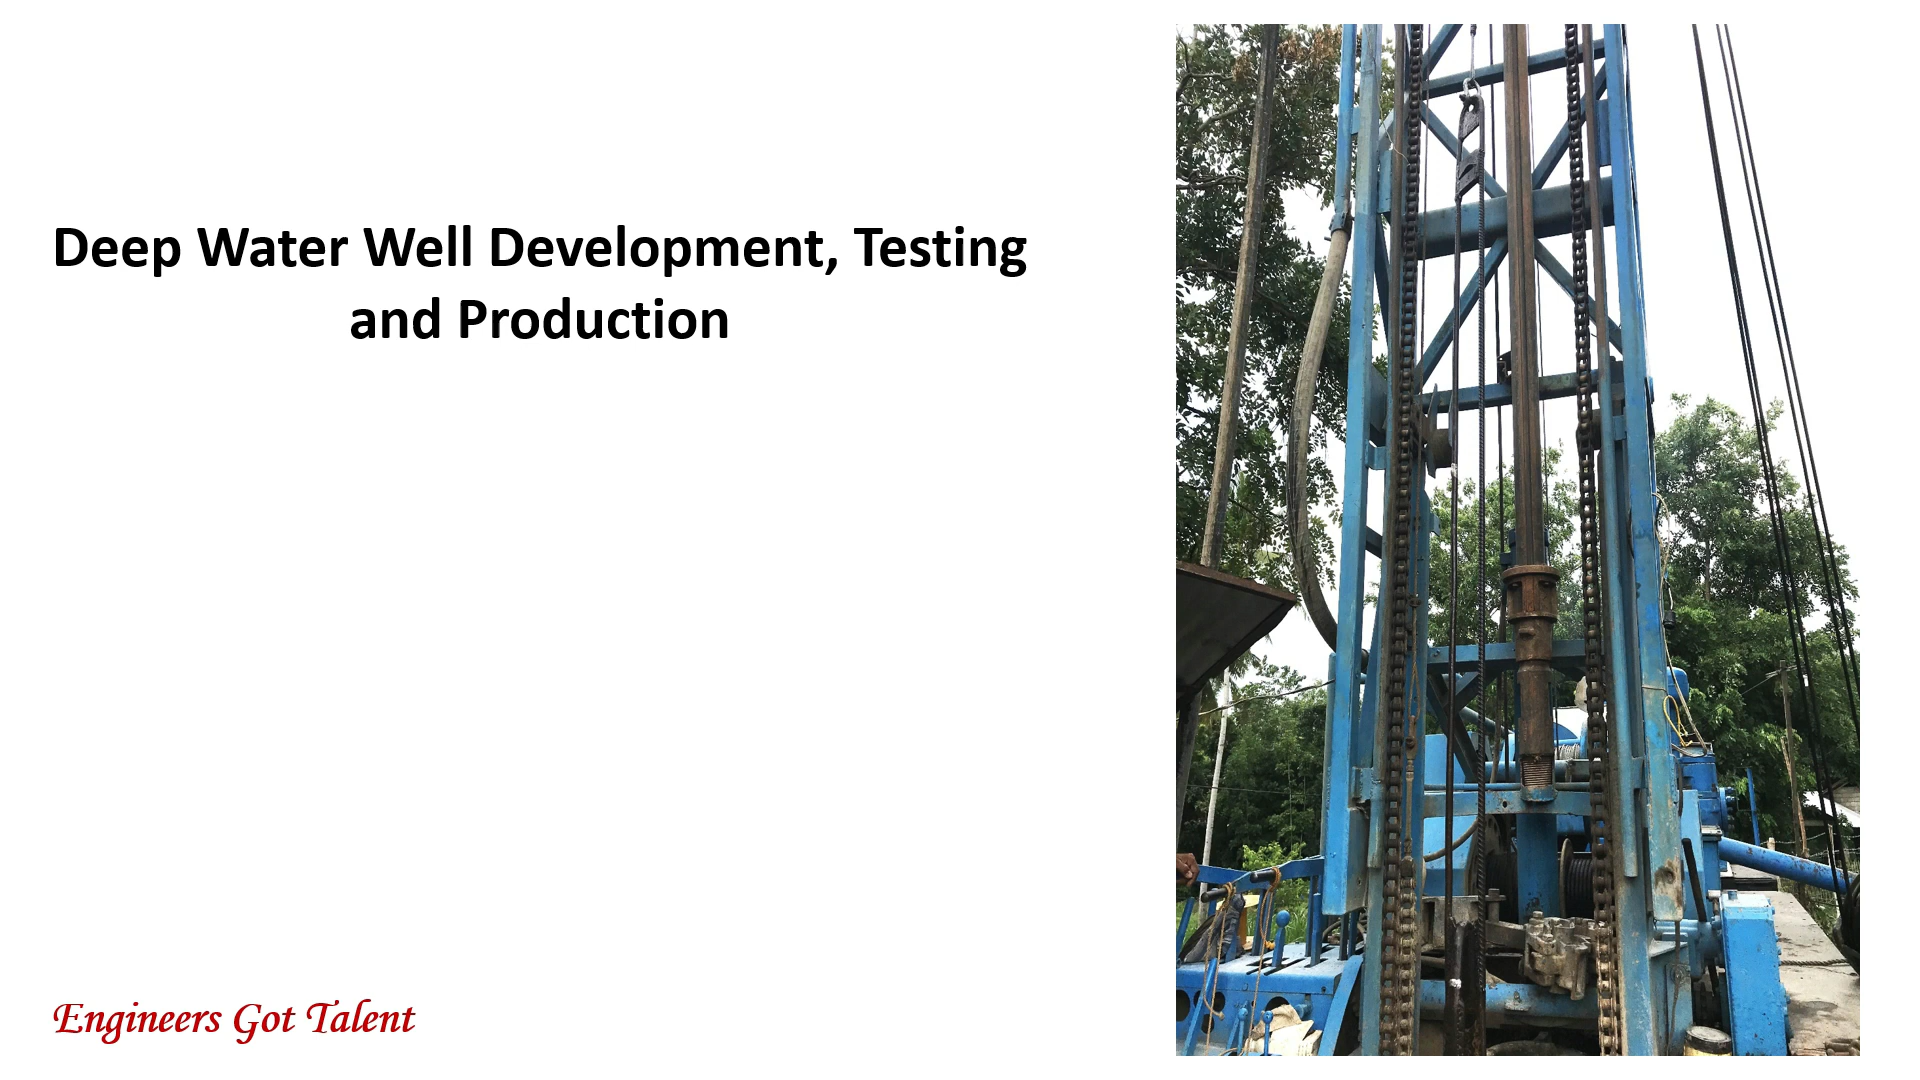 Deep Water Well Development, Testing
and Production
Engineers Got Talent